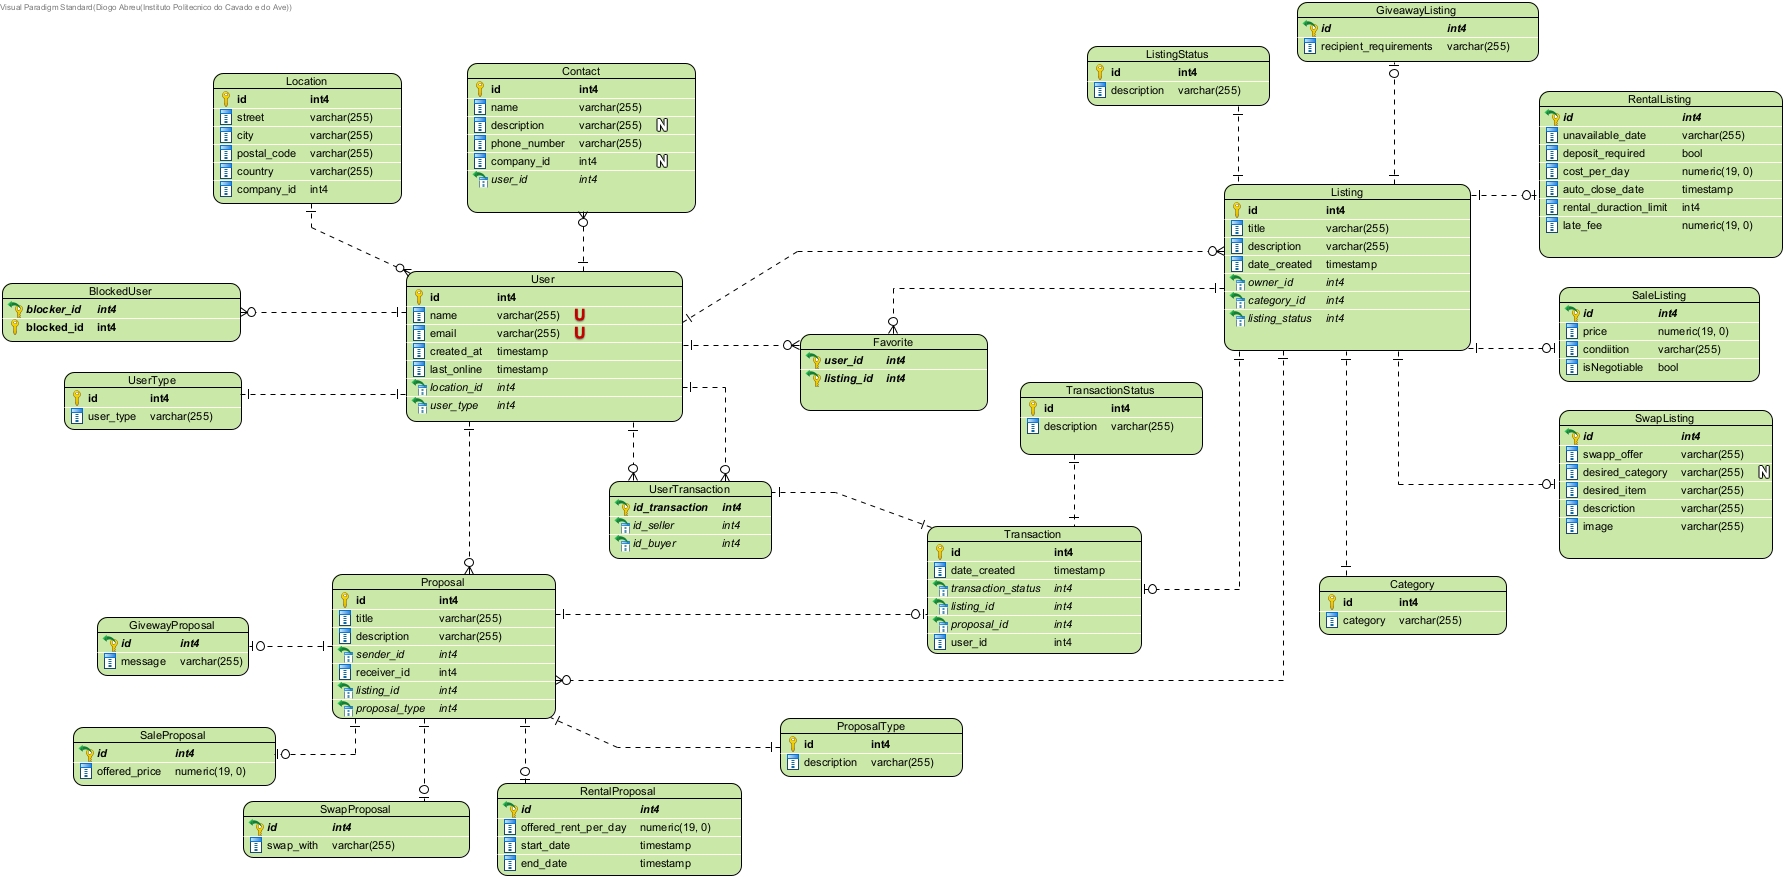 Visual Paradigm Standard(Diogo Abreu(Instituto Politecnico do Cavado e do Ave))
GiveawayListing
id int4
recipient_requirements varchar(255)
ListingStatus
id int4
description varchar(255)
Location
id int4
street varchar(255)
city varchar(255)
postal_code varchar(255)
country varchar(255)
company_id int4
Contact
id int4
name varchar(255)
description varchar(255) N
phone_number varchar(255)
company_id int4 N
user_id int4
RentalListing
id int4
unavailable_date varchar(255)
deposit_required bool
cost_per_day numeric(19, 0)
auto_close_date timestamp
rental_duration_limit int4
late_fee numeric(19, 0)
Listing
id int4
title varchar(255)
description varchar(255)
date_created timestamp
owner_id int4
category_id int4
listing_status int4
BlockedUser
blocker_id int4
blocked_id int4
User
id int4
name varchar(255) U
email varchar(255) U
created_at timestamp
last_online timestamp
location_id int4
user_type int4
SaleListing
id int4
price numeric(19, 0)
condiition varchar(255)
isNegotiable bool
UserType
id int4
user_type varchar(255)
Favorite
user_id int4
listing_id int4
TransactionStatus
id int4
description varchar(255)
SwapListing
id int4
swapp_offer varchar(255)
desired_category varchar(255) N
desired_item varchar(255)
descriction varchar(255)
image varchar(255)
UserTransaction
id_transaction int4
id_seller int4
id_buyer int4
Transaction
id int4
date_created timestamp
transaction_status int4
listing_id int4
proposal_id int4
user_id int4
Category
id int4
category varchar(255)
Proposal
id int4
title varchar(255)
description varchar(255)
sender_id int4
receiver_id int4
listing_id int4
proposal_type int4
GivewayProposal
id int4
message varchar(255)
SaleProposal
id int4
offered_price numeric(19, 0)
ProposalType
id int4
description varchar(255)
SwapProposal
id int4
swap_with varchar(255)
RentalProposal
id int4
offered_rent_per_day numeric(19, 0)
start_date timestamp
end_date timestamp